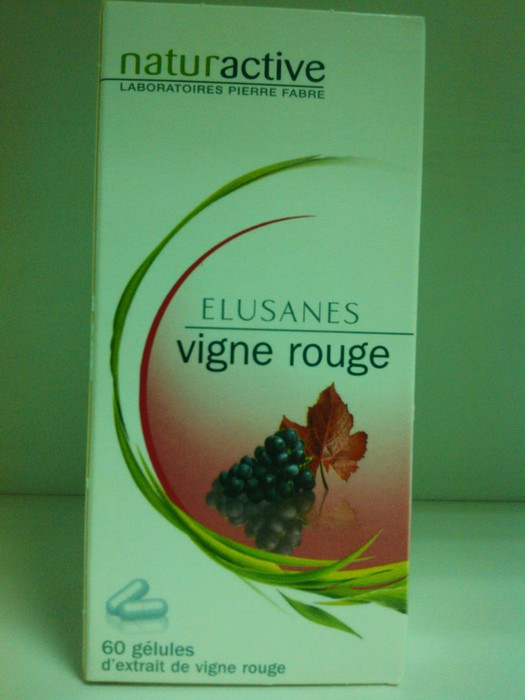 naturactive
LABORATOIRES PIERRE FABRE
ELUSANES
vigne rouge
60 gélules
d'extrait de vigne rouge